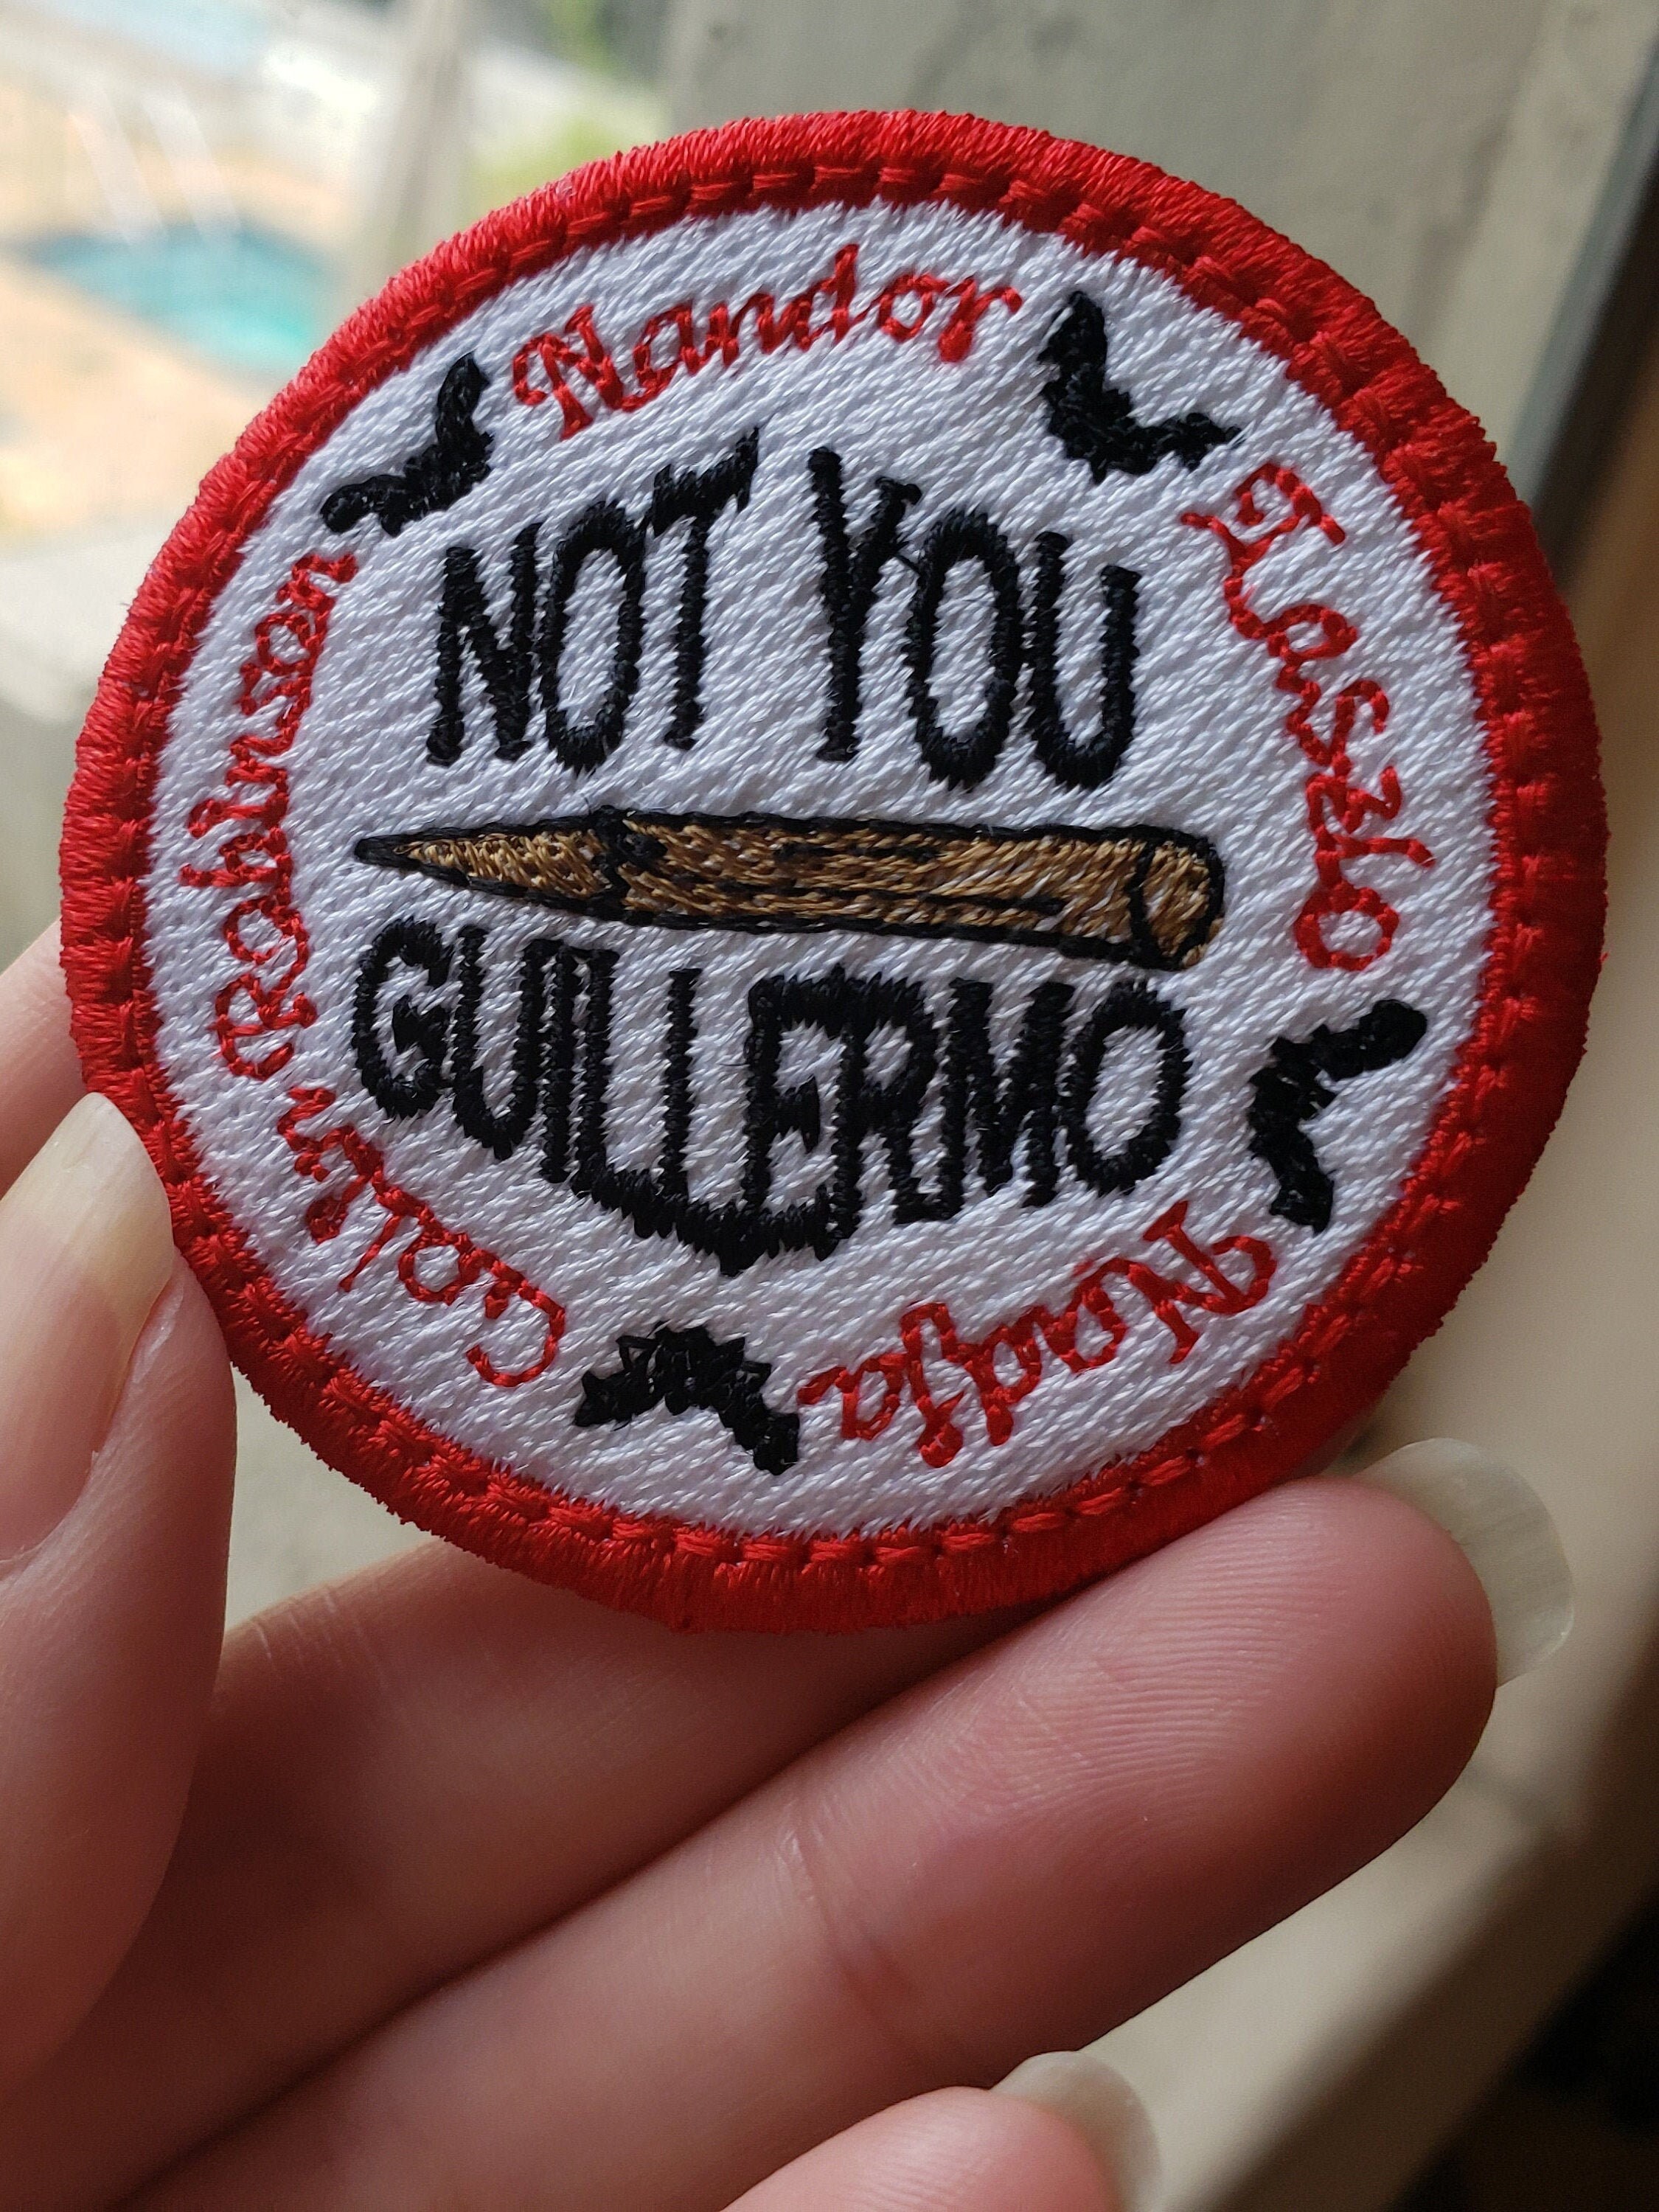 Nandor
Laszlo
Nadja
Colin Robinson
NOT YOU
GUILLERMO